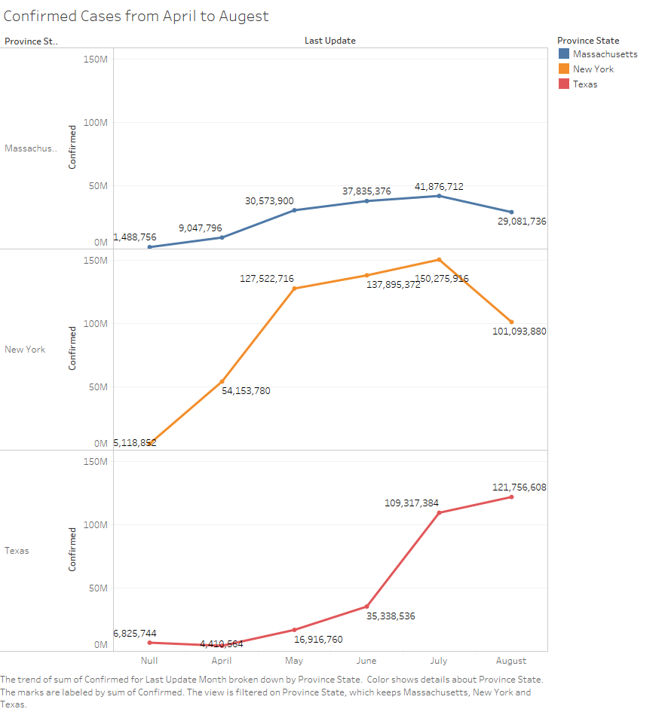 Confirmed Cases from April to Augest
Province St..
Last Update
Province State
Massachusetts
New York
Texas
Massachus..
Confirmed
150M
100M
50M
0M
1,488,756
9,047,796
30,573,900
37,835,376
41,876,712
29,081,736
New York
Confirmed
150M
100M
50M
0M
5,118,852
54,153,780
127,522,716
137,895,372
150,275,916
101,093,880
Texas
Confirmed
150M
100M
50M
0M
6,825,744
4,410,564
16,916,760
35,338,536
109,317,384
121,756,608
Null April May June July August
The trend of sum of Confirmed for Last Update Month broken down by Province State. Color shows details about Province State.
The marks are labeled by sum of Confirmed. The view is filtered on Province State, which keeps Massachusetts, New York and
Texas.